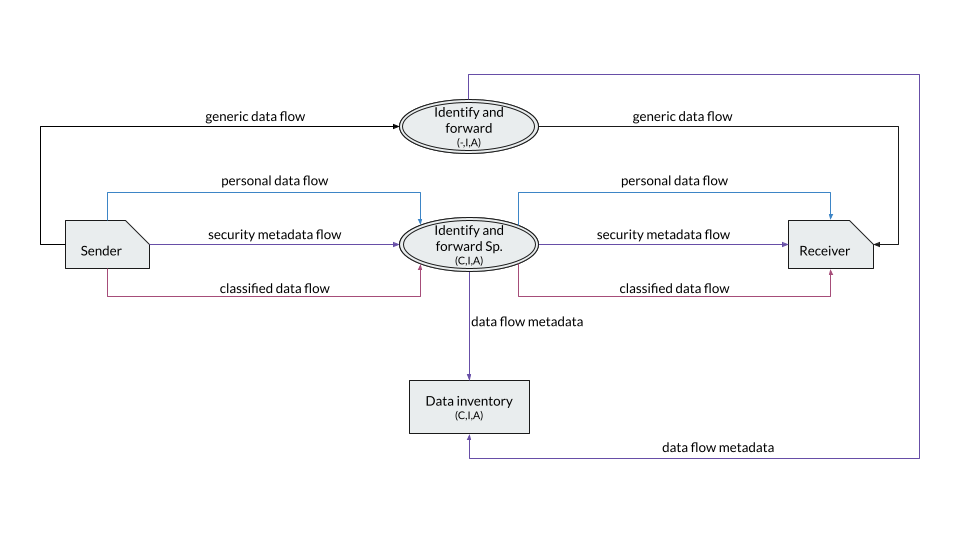 Identify and
forward
(-,I,A)
generic data flow
generic data flow
personal data flow
personal data flow
Sender
security metadata flow
Identify and
forward Sp.
(C,I,A)
security metadata flow
Receiver
classified data flow
classified data flow
data flow metadata
Data inventory
(C,I,A)
data flow metadata